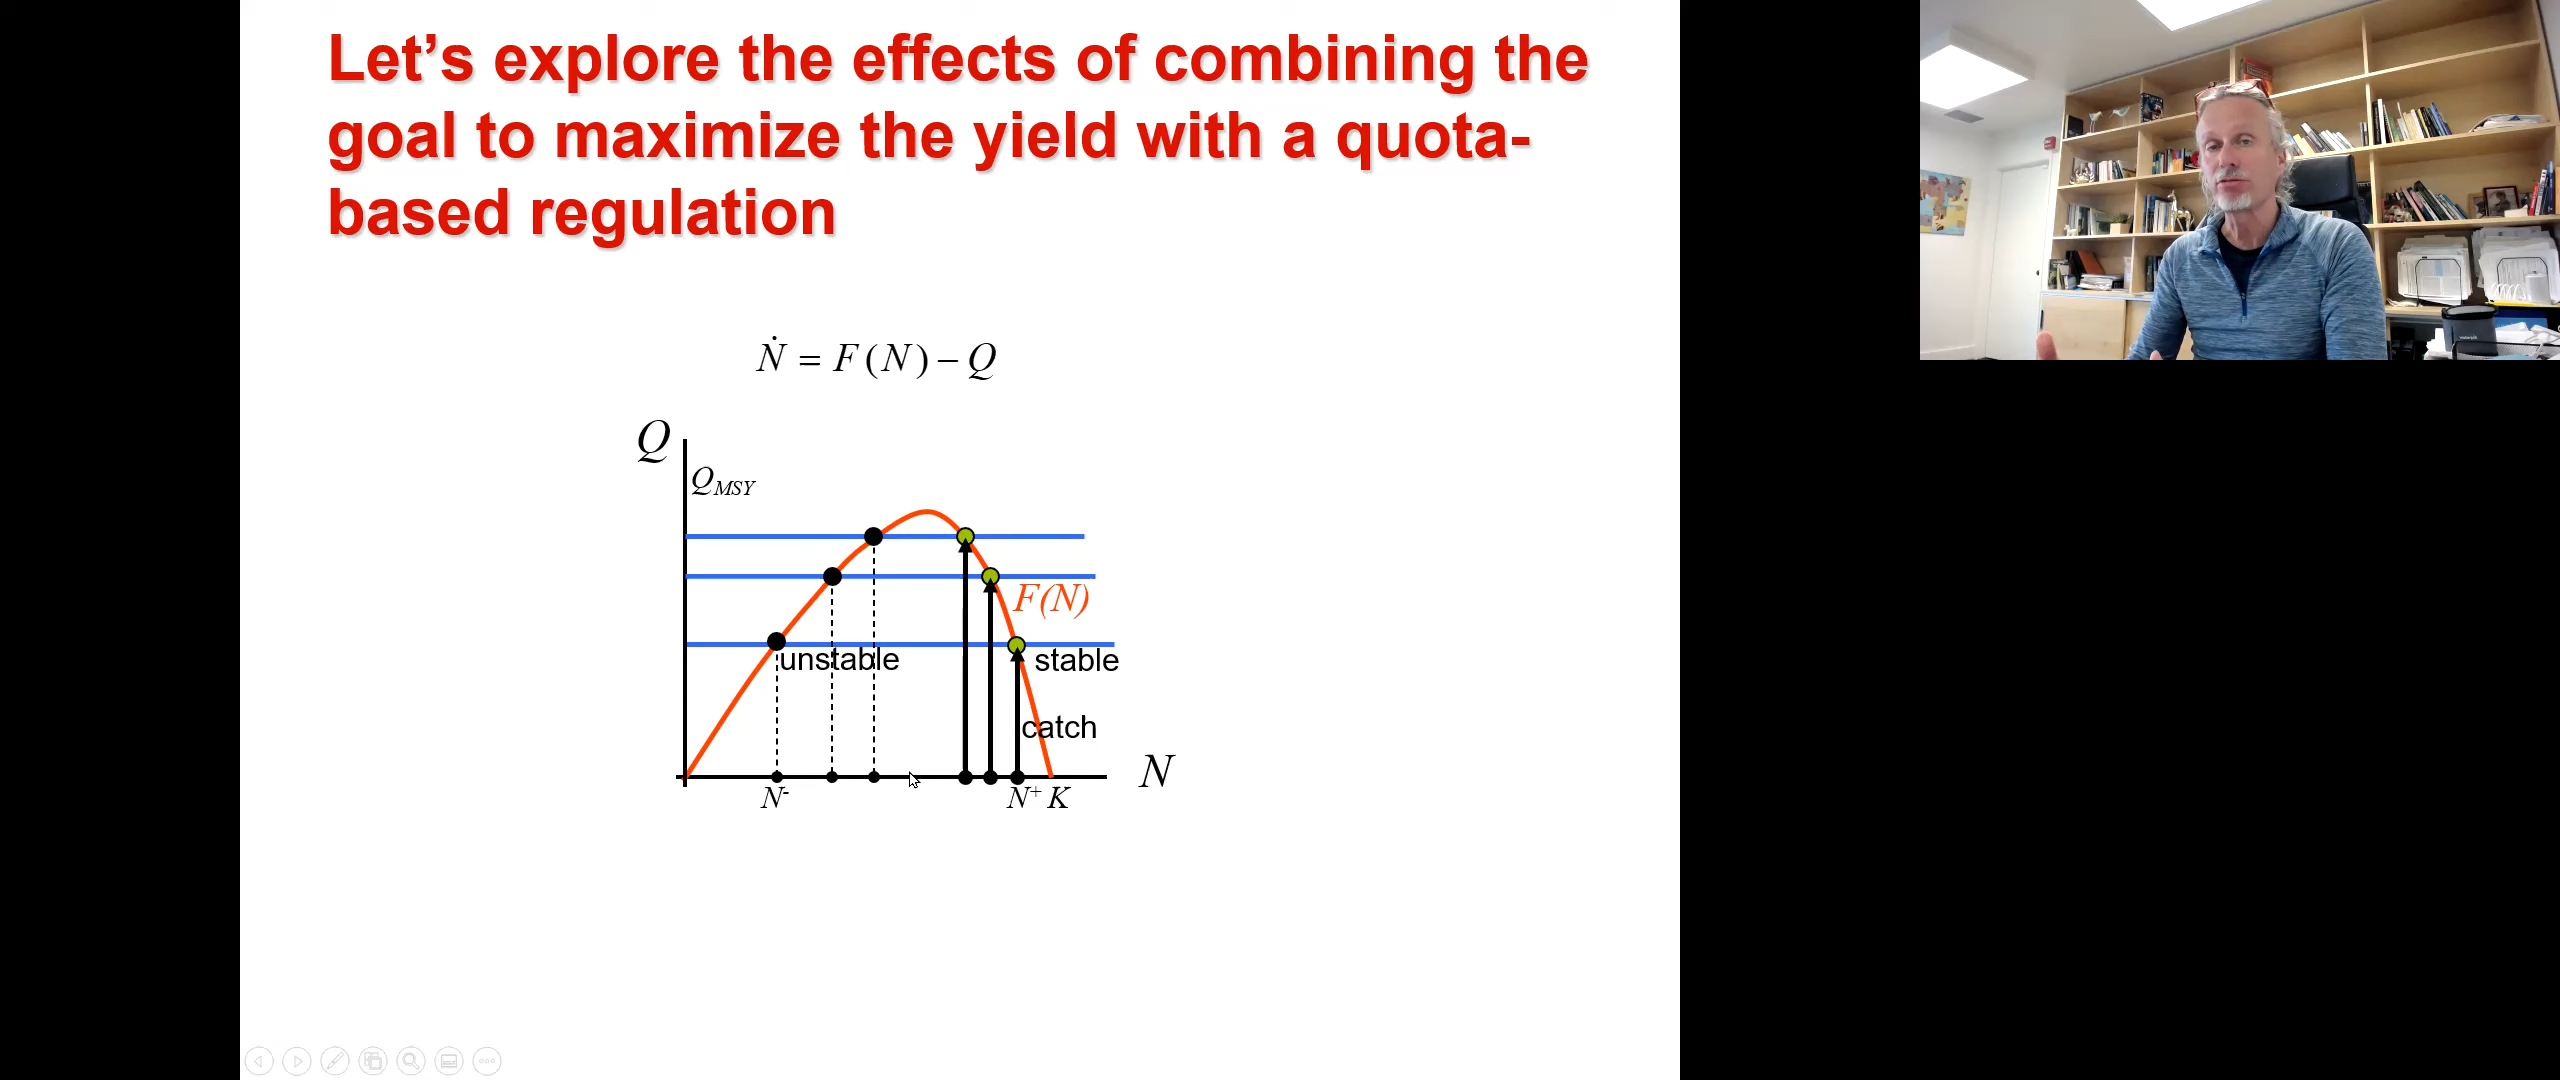 Let’s explore the effects of combining the
goal to maximize the yield with a quota-
based regulation
Ṅ = F(N) − Q
Q
Q_MSY
F(N)
unstable
stable
catch
N
N⁻
N⁺ K